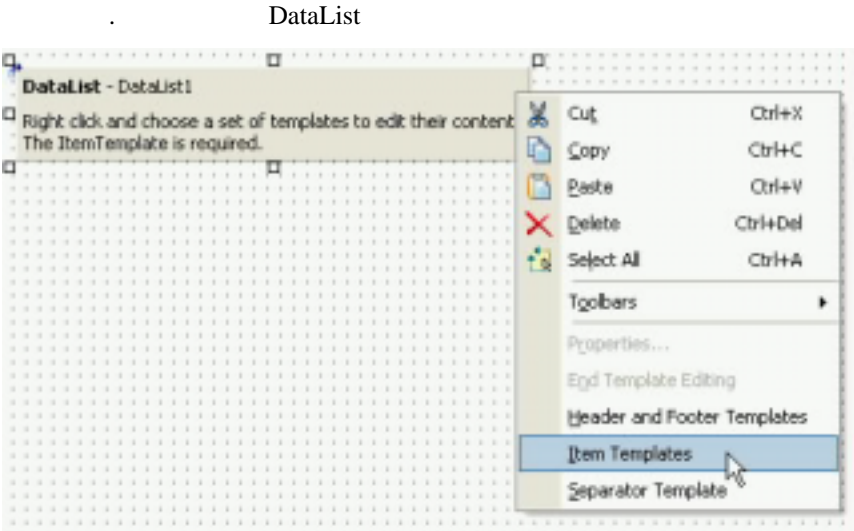 . DataList
DataList - DataList1
Right click and choose a set of templates to edit their content
The ItemTemplate is required.
Cut Ctrl+X
Copy Ctrl+C
Paste Ctrl+V
Delete Ctrl+Del
Select All Ctrl+A
Toolbars
Properties...
End Template Editing
Header and Footer Templates
Item Templates
Separator Template